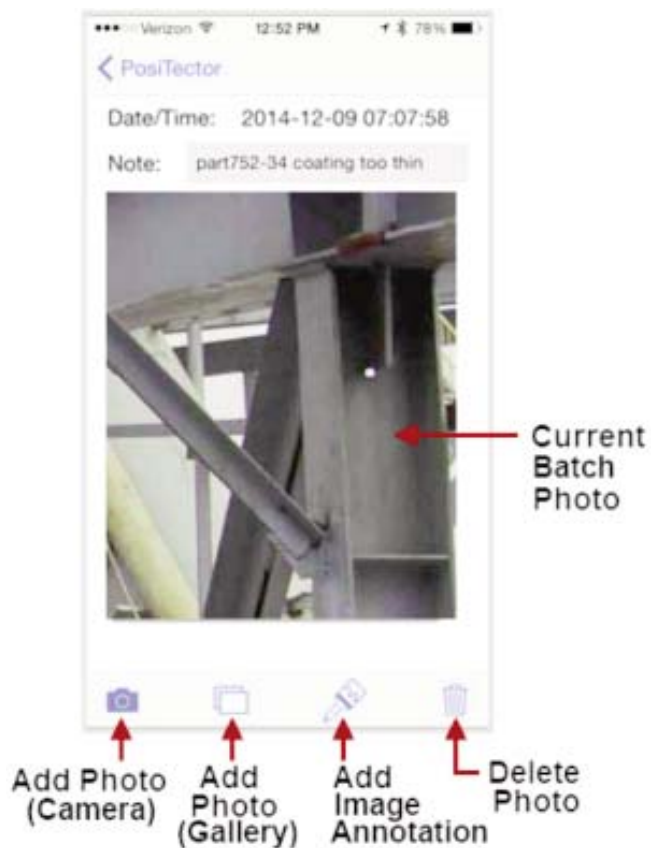 Verizon 12:52 PM 78%
PosiTector
Date/Time: 2014-12-09 07:07:58
Note: part752-34 coating too thin
Current
Batch
Photo
Add Photo
(Camera)
Add
Photo
(Gallery)
Add
Image
Annotation
Delete
Photo